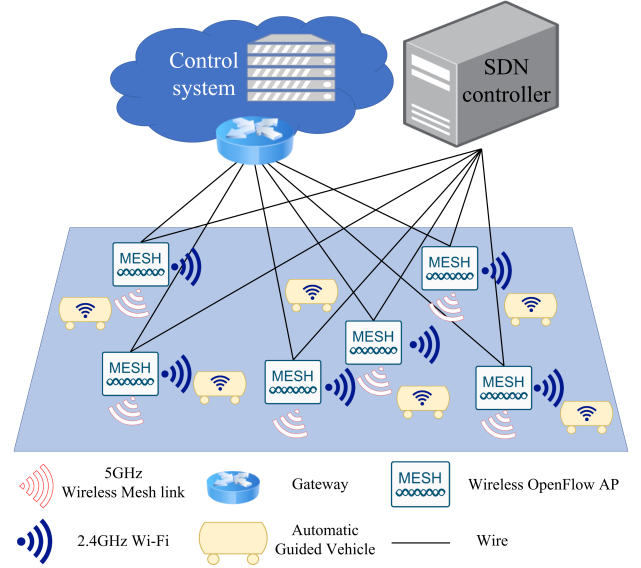 Control
system
SDN
controller
MESH
MESH
MESH
MESH
MESH
MESH
5GHz
Wireless Mesh link
Gateway
MESH
Wireless OpenFlow AP
2.4GHz Wi-Fi
Automatic
Guided Vehicle
Wire